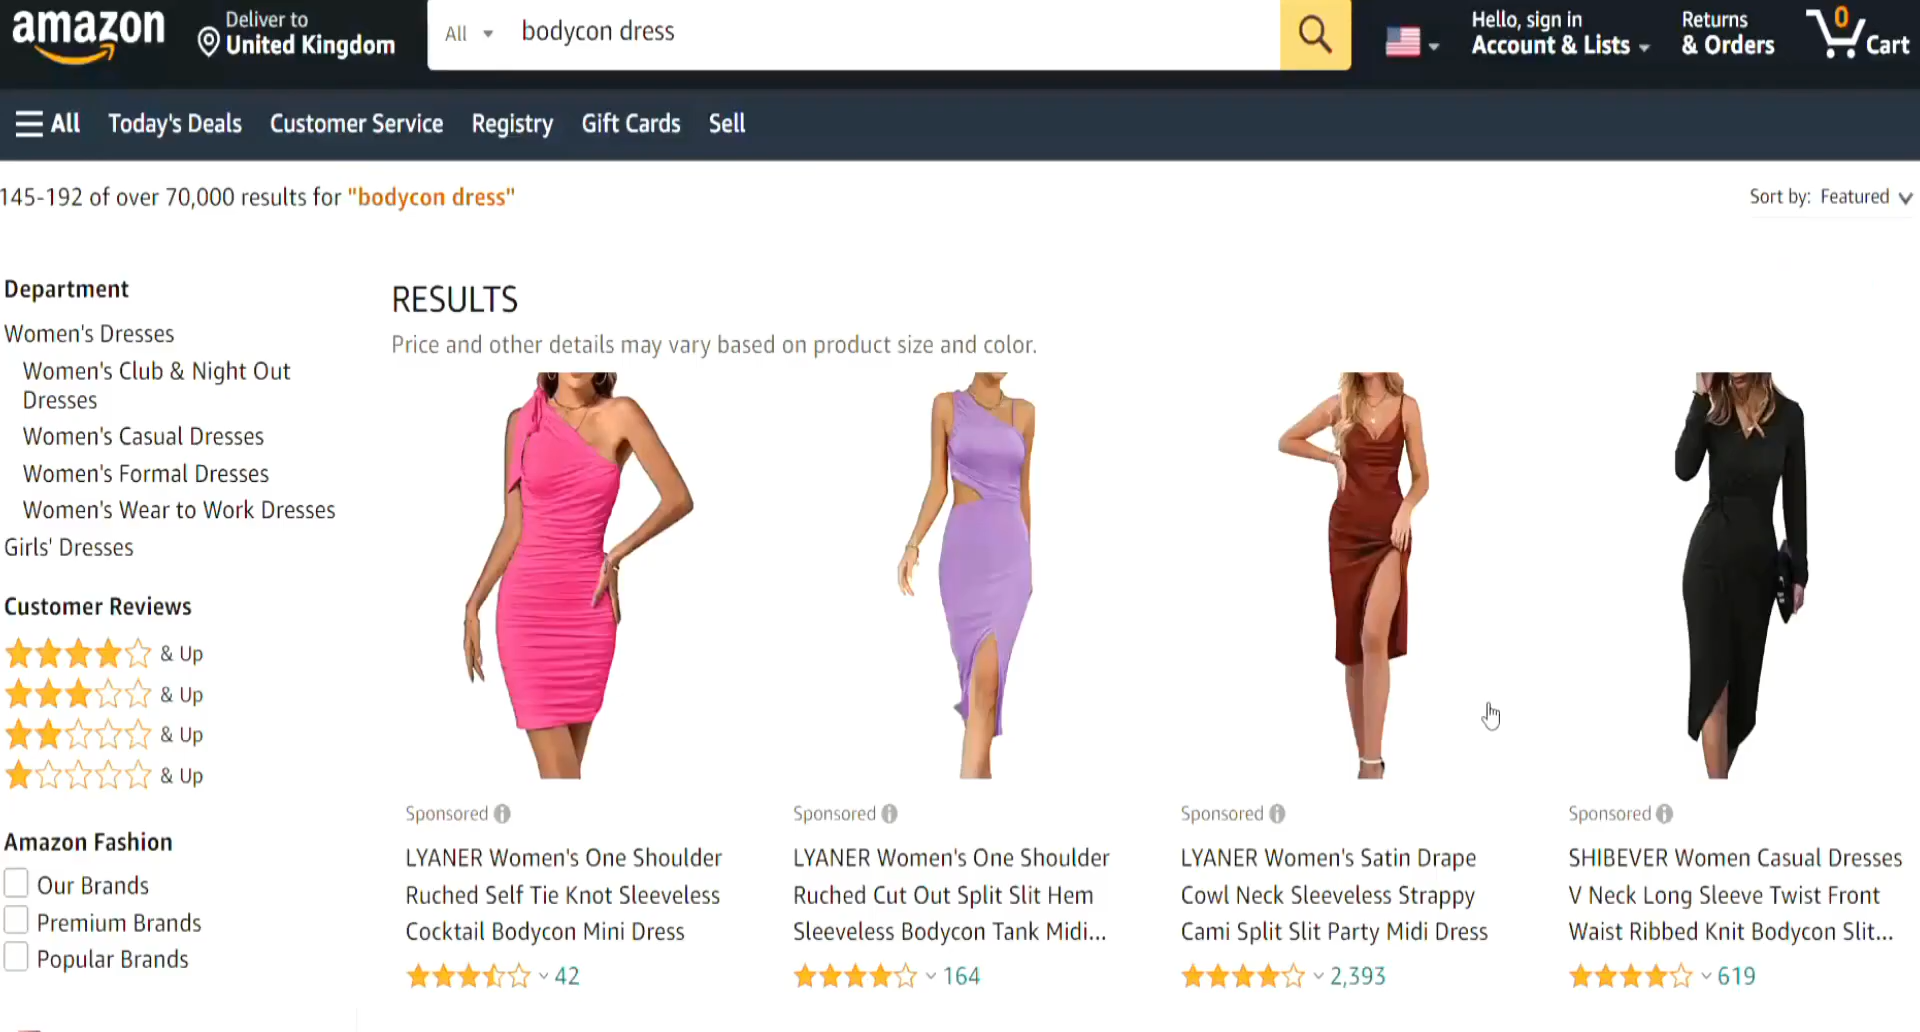 amazon
Deliver to
United Kingdom
All
bodycon dress
Hello, sign in
Account & Lists
Returns
& Orders
0
Cart
All
Today's Deals
Customer Service
Registry
Gift Cards
Sell
145-192 of over 70,000 results for "bodycon dress"
Sort by: Featured
Department
Women's Dresses
Women's Club & Night Out
Dresses
Women's Casual Dresses
Women's Formal Dresses
Women's Wear to Work Dresses
Girls' Dresses
Customer Reviews
& Up
& Up
& Up
& Up
Amazon Fashion
Our Brands
Premium Brands
Popular Brands
RESULTS
Price and other details may vary based on product size and color.
Sponsored
LYANER Women's One Shoulder
Ruched Self Tie Knot Sleeveless
Cocktail Bodycon Mini Dress
42
Sponsored
LYANER Women's One Shoulder
Ruched Cut Out Split Slit Hem
Sleeveless Bodycon Tank Midi...
164
Sponsored
LYANER Women's Satin Drape
Cowl Neck Sleeveless Strappy
Cami Split Slit Party Midi Dress
2,393
Sponsored
SHIBEVER Women Casual Dresses
V Neck Long Sleeve Twist Front
Waist Ribbed Knit Bodycon Slit...
619